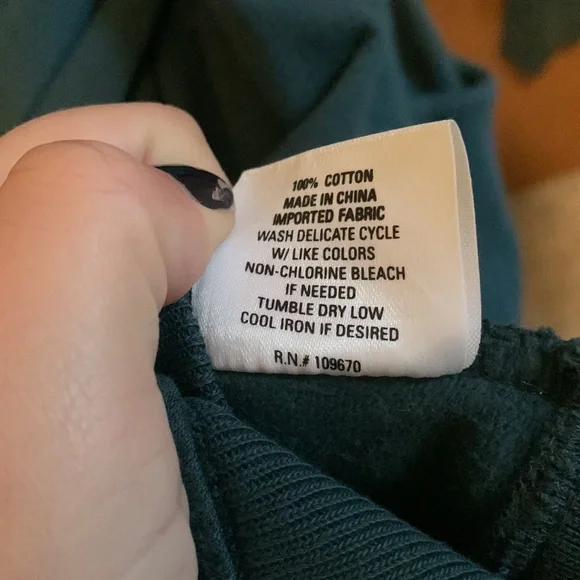 100% COTTON
MADE IN CHINA
IMPORTED FABRIC
WASH DELICATE CYCLE
W/ LIKE COLORS
NON-CHLORINE BLEACH
IF NEEDED
TUMBLE DRY LOW
COOL IRON IF DESIRED
R.N.# 109670